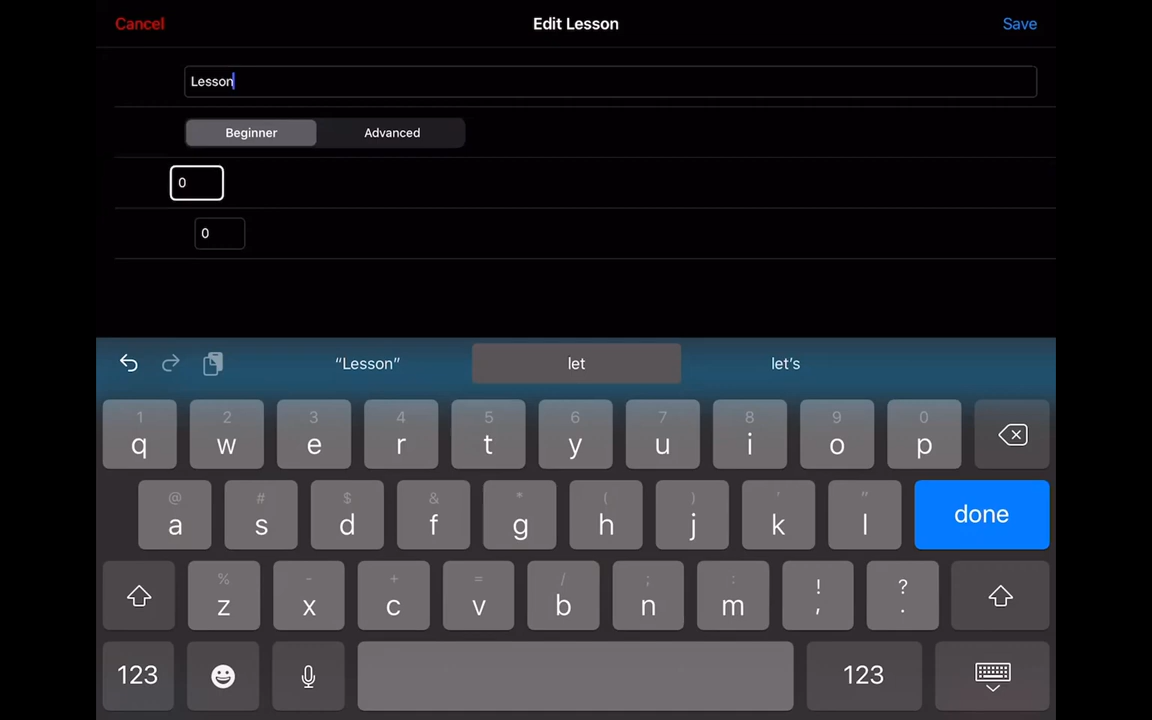 Cancel Edit Lesson Save
Lesson
Beginner Advanced
0
0
“Lesson” let let’s
1 2 3 4 5 6 7 8 9 0
q w e r t y u i o p
@ # $ & * ( ) ' "
a s d f g h j k l done
% - + = / ; : ! ?
z x c v b n m , .
123 123